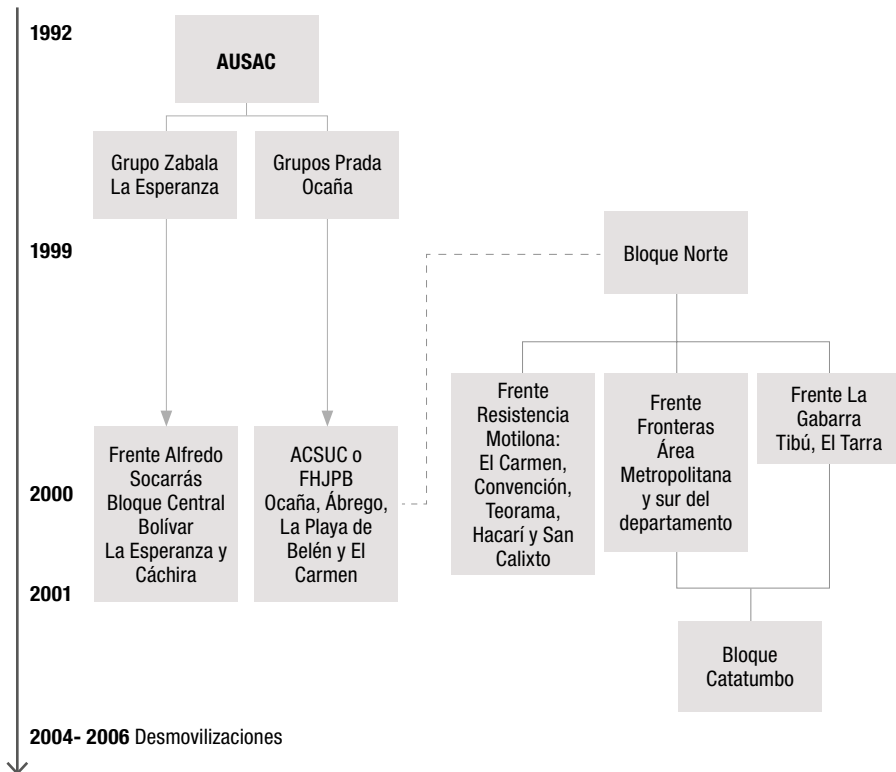 1992
AUSAC
Grupo Zabala
La Esperanza
Grupos Prada
Ocaña
1999
Bloque Norte
Frente
Resistencia
Motilona:
El Carmen,
Convención,
Teorama,
Hacarí y San
Calixto
Frente
Fronteras
Área
Metropolitana
y sur del
departamento
Frente La
Gabarra
Tibú, El Tarra
Frente Alfredo
Socarrás
Bloque Central
Bolívar
La Esperanza y
Cáchira
ACSUC o
FHJPB
Ocaña, Ábrego,
La Playa de
Belén y El
Carmen
2000
2001
Bloque
Catatumbo
2004- 2006 Desmovilizaciones